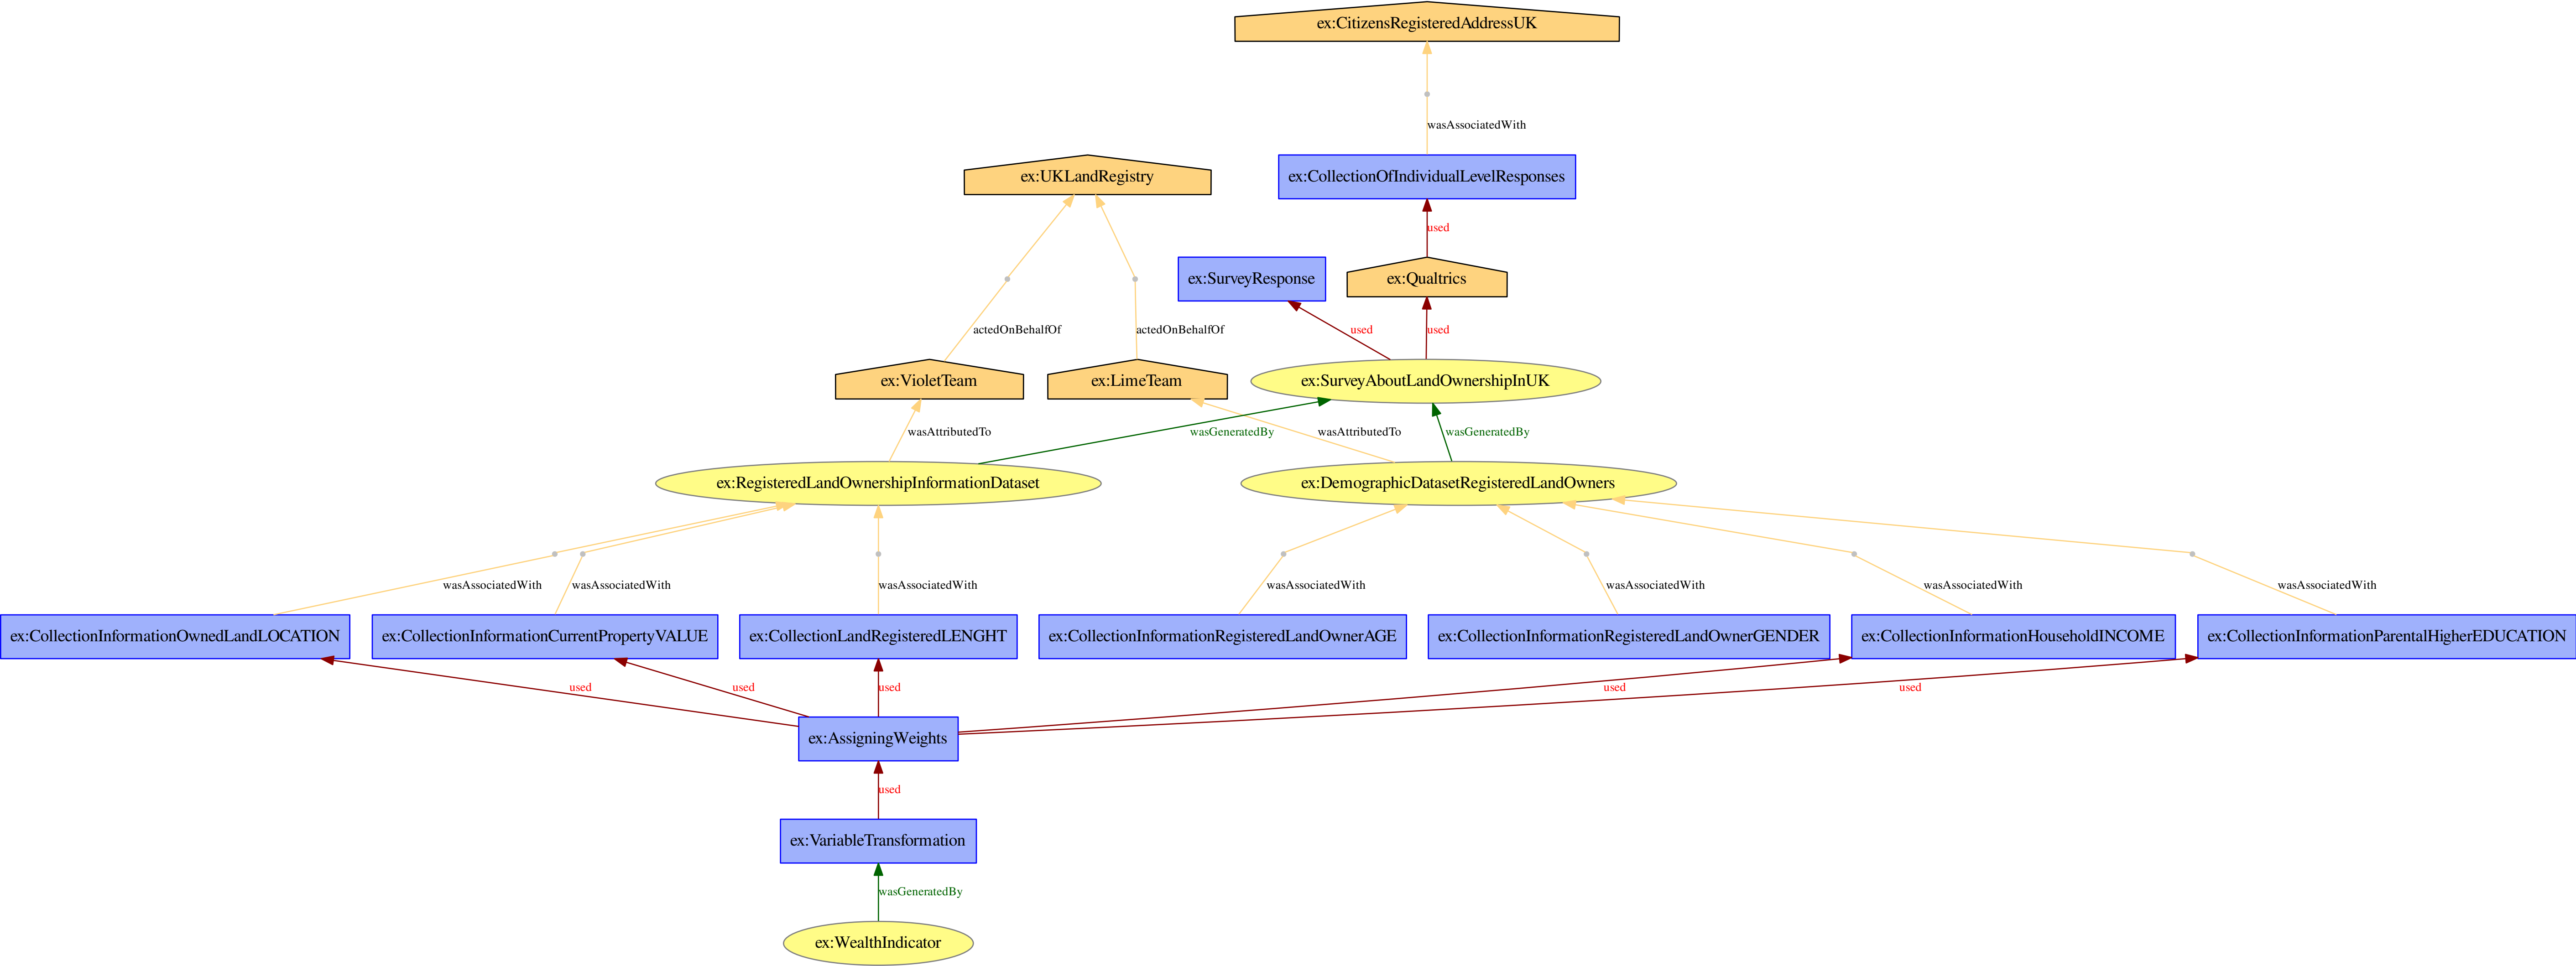 ex:CitizensRegisteredAddressUK
wasAssociatedWith
ex:UKLandRegistry
ex:CollectionOfIndividualLevelResponses
used
ex:SurveyResponse
ex:Qualtrics
actedOnBehalfOf
actedOnBehalfOf
used
used
ex:VioletTeam
ex:LimeTeam
ex:SurveyAboutLandOwnershipInUK
wasAttributedTo
wasGeneratedBy
wasAttributedTo
wasGeneratedBy
ex:RegisteredLandOwnershipInformationDataset
ex:DemographicDatasetRegisteredLandOwners
wasAssociatedWith
wasAssociatedWith
wasAssociatedWith
wasAssociatedWith
wasAssociatedWith
wasAssociatedWith
wasAssociatedWith
ex:CollectionInformationOwnedLandLOCATION
ex:CollectionInformationCurrentPropertyVALUE
ex:CollectionLandRegisteredLENGHT
ex:CollectionInformationRegisteredLandOwnerAGE
ex:CollectionInformationRegisteredLandOwnerGENDER
ex:CollectionInformationHouseholdINCOME
ex:CollectionInformationParentalHigherEDUCATION
used
used
used
used
used
ex:AssigningWeights
used
ex:VariableTransformation
wasGeneratedBy
ex:WealthIndicator